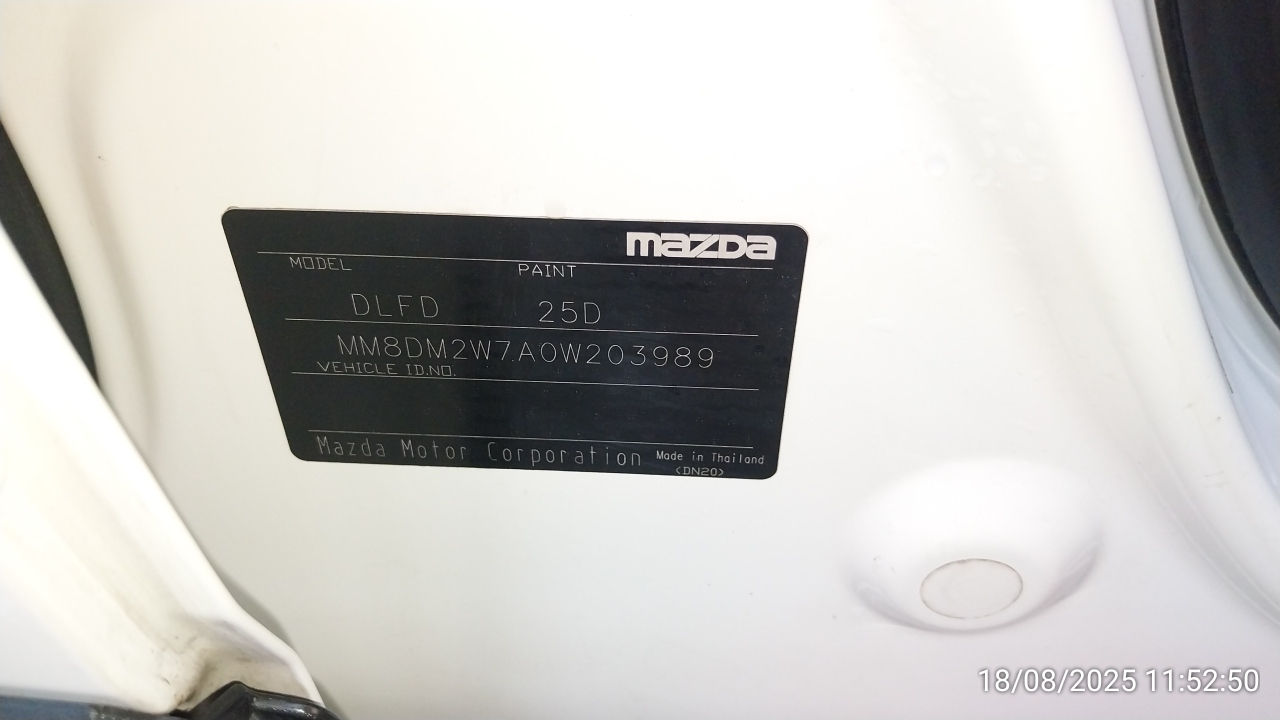 mazda
MODEL PAINT
DLFD 25D
MM8DM2W7A0W203989
VEHICLE ID.NO.
Mazda Motor Corporation Made in Thailand
<DN20>
18/08/2025 11:52:50